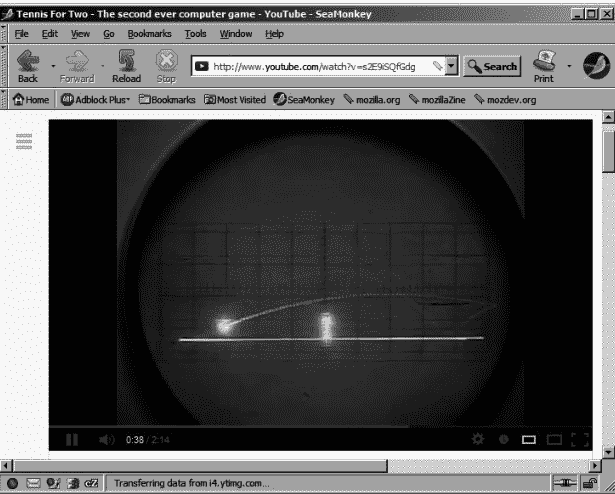 Tennis For Two - The second ever computer game - YouTube - SeaMonkey
File Edit View Go Bookmarks Tools Window Help
Back Forward Reload Stop http://www.youtube.com/watch?v=s2E9iSQfGdg Search Print
Home Adblock Plus Bookmarks Most Visited SeaMonkey mozilla.org mozillaZine mozdev.org
0:38 / 2:14
Transferring data from i4.ytimg.com...